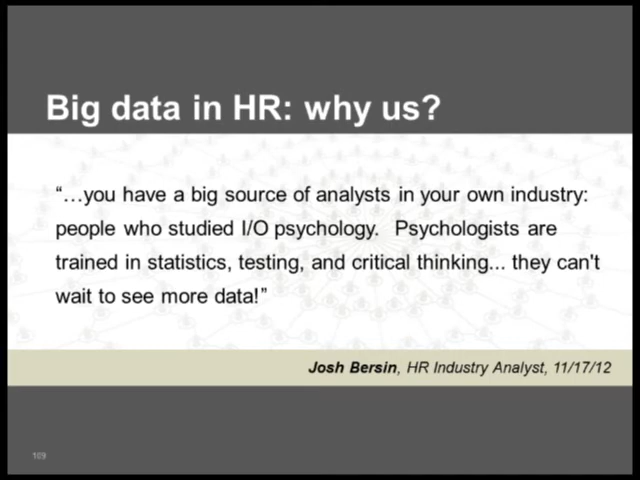 Big data in HR: why us?
“…you have a big source of analysts in your own industry:
people who studied I/O psychology.  Psychologists are
trained in statistics, testing, and critical thinking... they can't
wait to see more data!”
Josh Bersin, HR Industry Analyst, 11/17/12
109